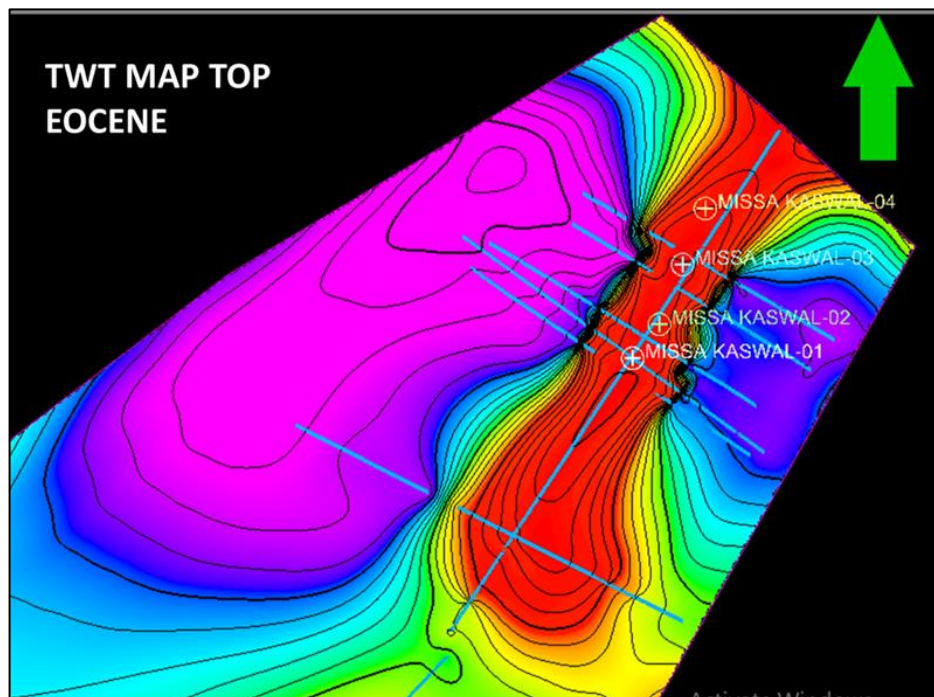 TWT MAP TOP
EOCENE
MISSA KASWAL-04
MISSA KASWAL-03
MISSA KASWAL-02
MISSA KASWAL-01